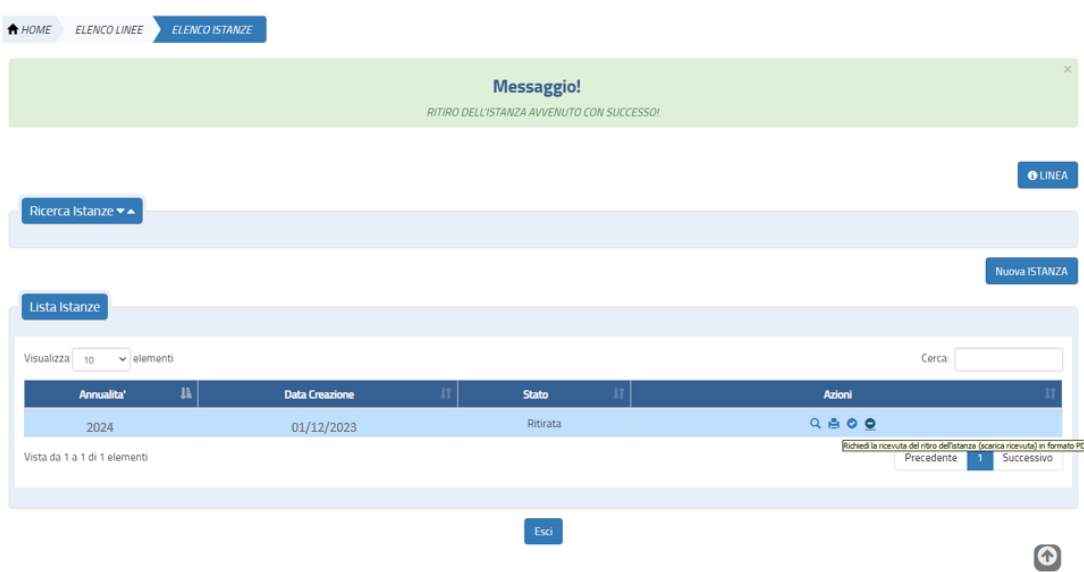 HOME ELENCO LINEE ELENCO ISTANZE
×
Messaggio!
RITIRO DELL'ISTANZA AVVENUTO CON SUCCESSO!.
LINEA
Ricerca Istanze
Nuova ISTANZA
Lista Istanze
Visualizza 10 elementi Cerca:
Annualita' Data Creazione Stato Azioni
2024 01/12/2023 Ritirata
Richiedi la ricevuta del ritiro dell'istanza (scarica ricevuta) in formato PD
Vista da 1 a 1 di 1 elementi Precedente 1 Successivo
Esci